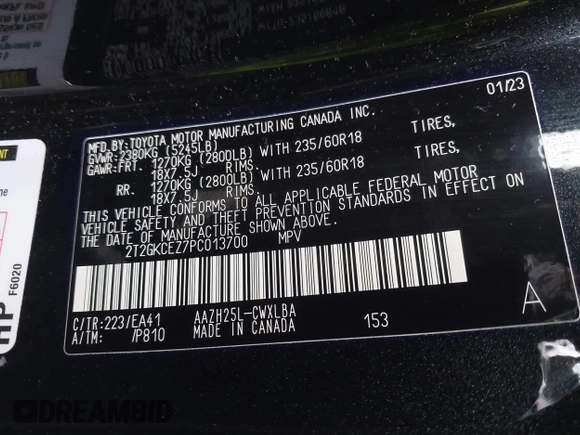 01/23
MFD.BY:TOYOTA MOTOR MANUFACTURING CANADA INC.
GVWR:2380KG (5245LB)
GAWR:FRT. 1270KG (2800LB) WITH 235/60R18 TIRES,
18X7.5J RIMS.
RR. 1270KG (2800LB) WITH 235/60R18 TIRES,
18X7.5J RIMS.
THIS VEHICLE CONFORMS TO ALL APPLICABLE FEDERAL MOTOR
VEHICLE SAFETY AND THEFT PREVENTION STANDARDS IN EFFECT ON
THE DATE OF MANUFACTURE SHOWN ABOVE.
2T2GKCEZ7PC013700 MPV
C/TR:223/EA41 AAZH25L-CWXLBA
A/TM: /P810 MADE IN CANADA 153
A
F6020
DREAMBID